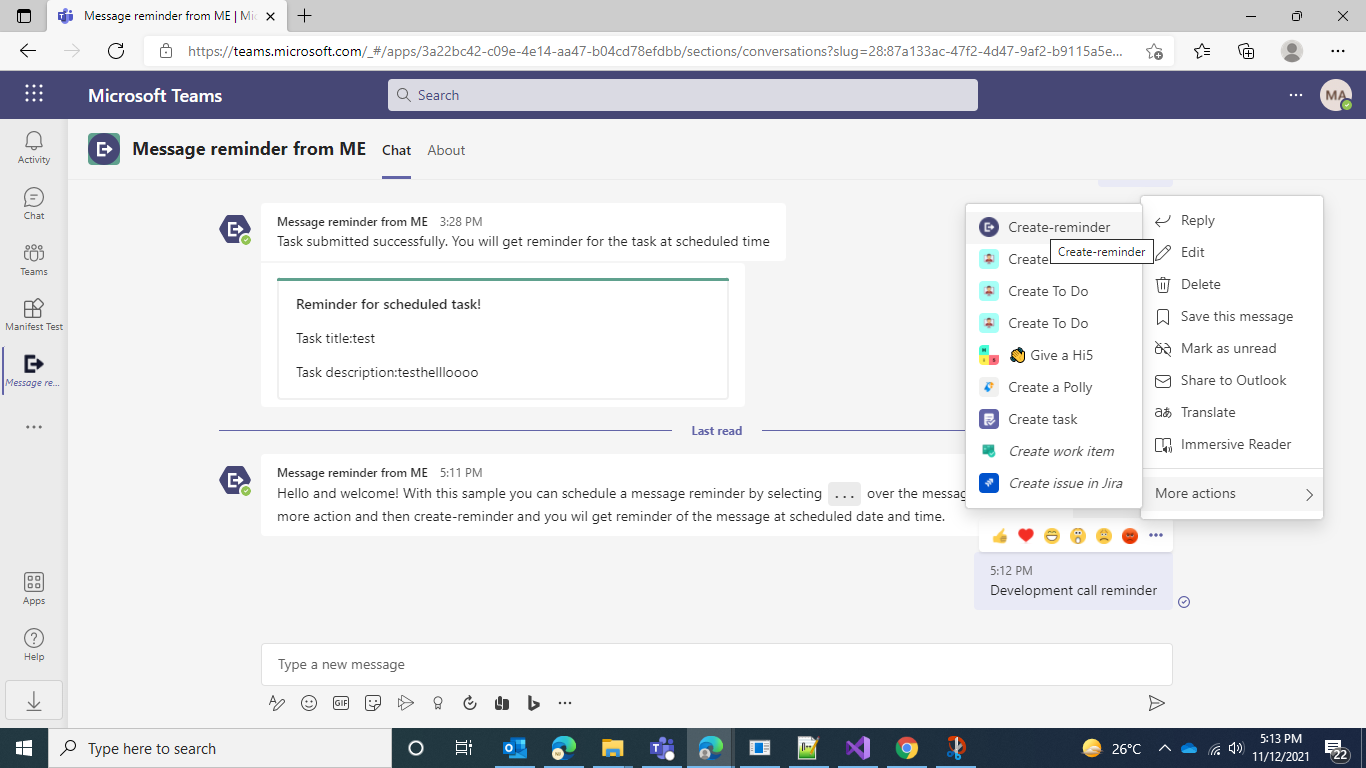 Message reminder from ME | Mi
https://teams.microsoft.com/_#/apps/3a22bc42-c09e-4e14-aa47-b04cd78efdbb/sections/conversations?slug=28:87a133ac-47f2-4d47-9af2-b9115a5e...
Microsoft Teams
Search
MA
Activity
Chat
Teams
Manifest Test
Message re...
Apps
Help
Message reminder from ME
Chat
About
Message reminder from ME 3:28 PM
Task submitted successfully. You will get reminder for the task at scheduled time
Reminder for scheduled task!
Task title:test
Task description:testhellloooo
Last read
Message reminder from ME 5:11 PM
Hello and welcome! With this sample you can schedule a message reminder by selecting ... over the messag
more action and then create-reminder and you wil get reminder of the message at scheduled date and time.
5:12 PM
Development call reminder
Create-reminder
Create
Create-reminder
Create To Do
Create To Do
👏 Give a Hi5
Create a Polly
Create task
Create work item
Create issue in Jira
Reply
Edit
Delete
Save this message
Mark as unread
Share to Outlook
Translate
Immersive Reader
More actions
Type a new message
GIF
Type here to search
26°C
5:13 PM
11/12/2021
22